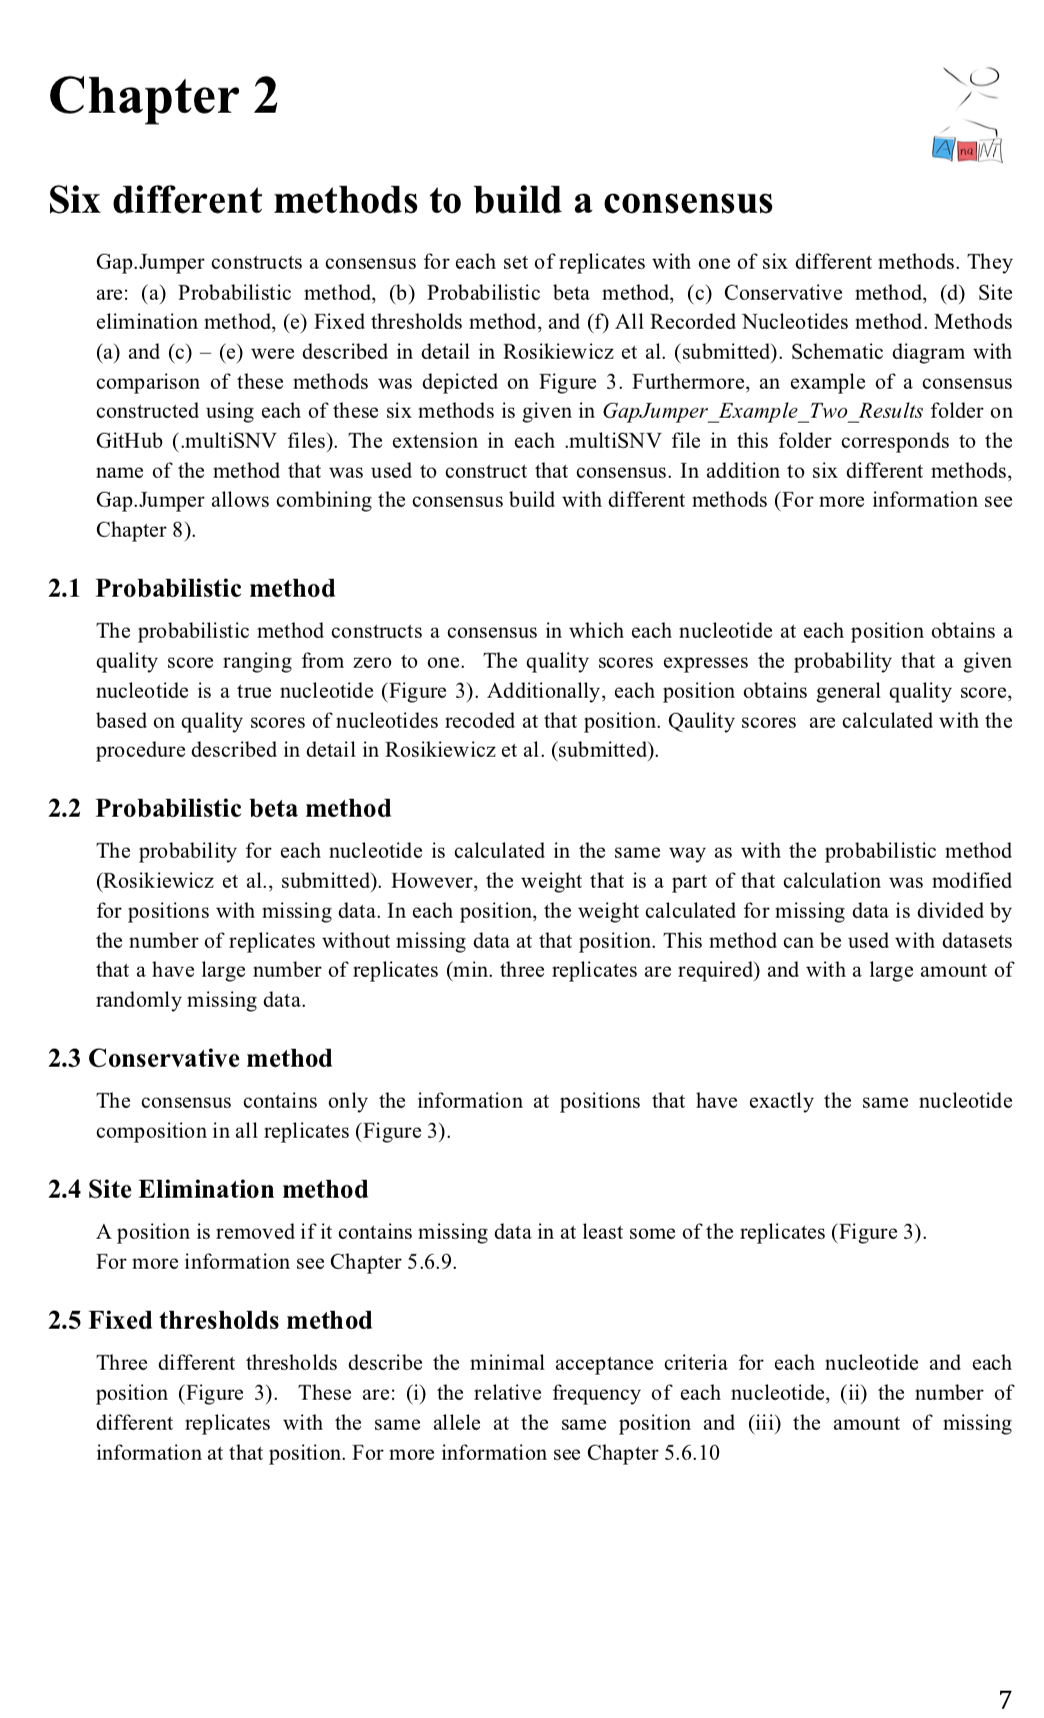 Chapter 2
A na Ni
Six different methods to build a consensus
Gap.Jumper constructs a consensus for each set of replicates with one of six different methods. They
are: (a) Probabilistic method, (b) Probabilistic beta method, (c) Conservative method, (d) Site
elimination method, (e) Fixed thresholds method, and (f) All Recorded Nucleotides method. Methods
(a) and (c) – (e) were described in detail in Rosikiewicz et al. (submitted). Schematic diagram with
comparison of these methods was depicted on Figure 3. Furthermore, an example of a consensus
constructed using each of these six methods is given in GapJumper_Example_Two_Results folder on
GitHub (.multiSNV files). The extension in each .multiSNV file in this folder corresponds to the
name of the method that was used to construct that consensus. In addition to six different methods,
Gap.Jumper allows combining the consensus build with different methods (For more information see
Chapter 8).
2.1 Probabilistic method
The probabilistic method constructs a consensus in which each nucleotide at each position obtains a
quality score ranging from zero to one. The quality scores expresses the probability that a given
nucleotide is a true nucleotide (Figure 3). Additionally, each position obtains general quality score,
based on quality scores of nucleotides recoded at that position. Qaulity scores are calculated with the
procedure described in detail in Rosikiewicz et al. (submitted).
2.2 Probabilistic beta method
The probability for each nucleotide is calculated in the same way as with the probabilistic method
(Rosikiewicz et al., submitted). However, the weight that is a part of that calculation was modified
for positions with missing data. In each position, the weight calculated for missing data is divided by
the number of replicates without missing data at that position. This method can be used with datasets
that a have large number of replicates (min. three replicates are required) and with a large amount of
randomly missing data.
2.3 Conservative method
The consensus contains only the information at positions that have exactly the same nucleotide
composition in all replicates (Figure 3).
2.4 Site Elimination method
A position is removed if it contains missing data in at least some of the replicates (Figure 3).
For more information see Chapter 5.6.9.
2.5 Fixed thresholds method
Three different thresholds describe the minimal acceptance criteria for each nucleotide and each
position (Figure 3). These are: (i) the relative frequency of each nucleotide, (ii) the number of
different replicates with the same allele at the same position and (iii) the amount of missing
information at that position. For more information see Chapter 5.6.10
7